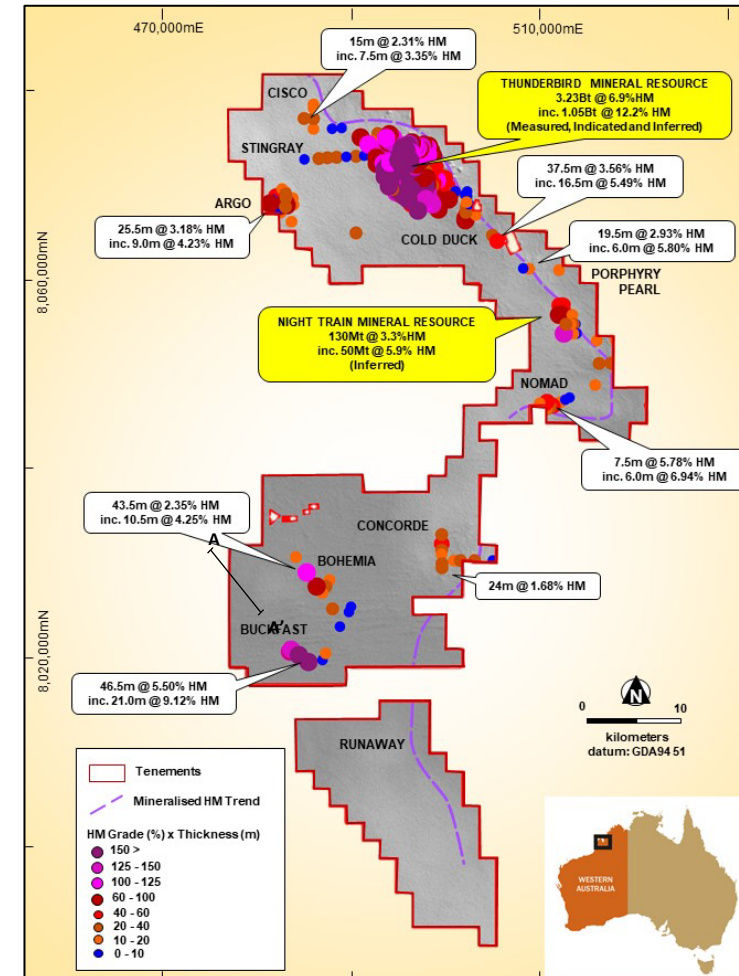 470,000mE
510,000mE
15m @ 2.31% HM
inc. 7.5m @ 3.35% HM
CISCO
THUNDERBIRD MINERAL RESOURCE
3.23Bt @ 6.9%HM
inc. 1.05Bt @ 12.2% HM
(Measured, Indicated and Inferred)
STINGRAY
37.5m @ 3.56% HM
inc. 16.5m @ 5.49% HM
ARGO
25.5m @ 3.18% HM
inc. 9.0m @ 4.23% HM
COLD DUCK
19.5m @ 2.93% HM
inc. 6.0m @ 5.80% HM
8,060,000mN
PORPHYRY
PEARL
NIGHT TRAIN MINERAL RESOURCE
130Mt @ 3.3%HM
inc. 50Mt @ 5.9% HM
(Inferred)
NOMAD
7.5m @ 5.78% HM
inc. 6.0m @ 6.94% HM
43.5m @ 2.35% HM
inc. 10.5m @ 4.25% HM
CONCORDE
A
BOHEMIA
24m @ 1.68% HM
A'
BUCKFAST
8,020,000mN
46.5m @ 5.50% HM
inc. 21.0m @ 9.12% HM
N
0 10
kilometers
datum: GDA94 51
RUNAWAY
Tenements
Mineralised HM Trend
HM Grade (%) x Thickness (m)
150 >
125 - 150
100 - 125
60 - 100
40 - 60
20 - 40
10 - 20
0 - 10
WESTERN
AUSTRALIA